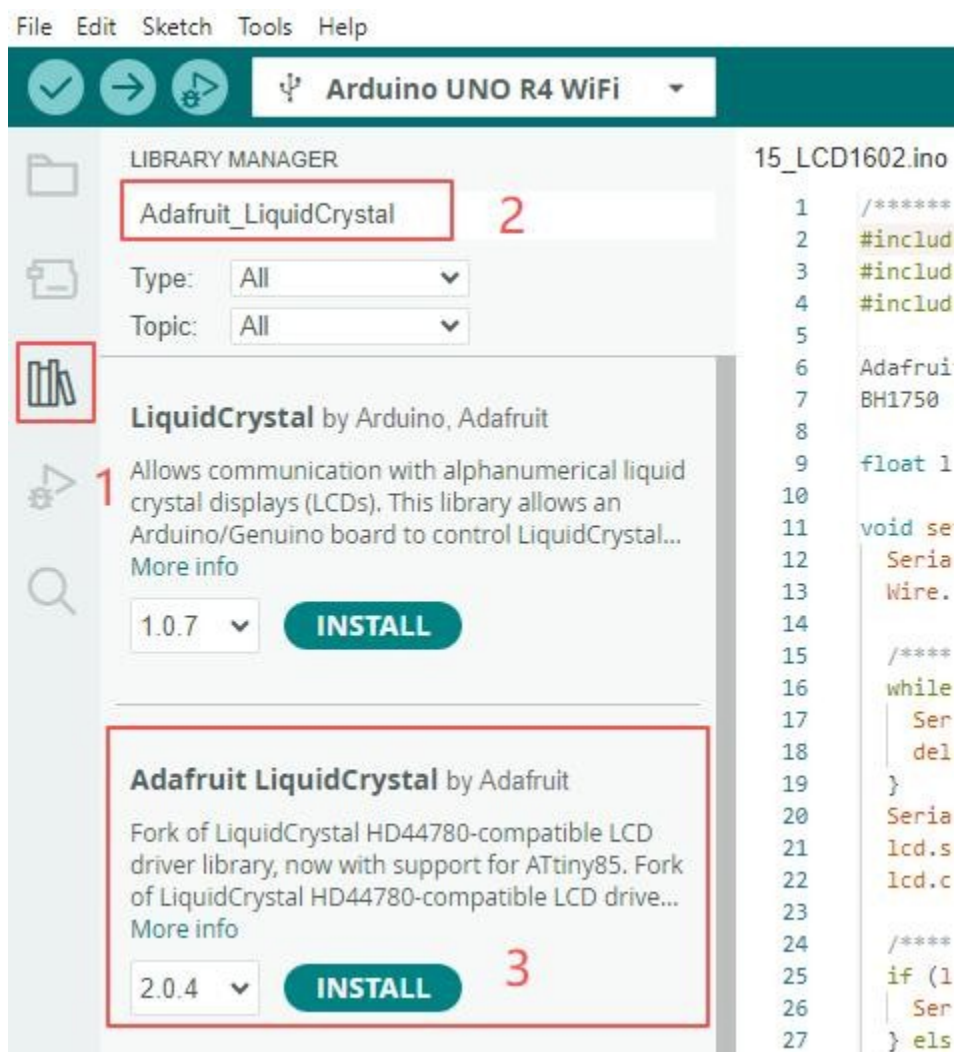 File Edit Sketch Tools Help
Arduino UNO R4 WiFi
LIBRARY MANAGER
Adafruit_LiquidCrystal
2
Type: All
Topic: All
1
LiquidCrystal by Arduino, Adafruit
Allows communication with alphanumerical liquid
crystal displays (LCDs). This library allows an
Arduino/Genuino board to control LiquidCrystal...
More info
1.0.7 INSTALL
Adafruit LiquidCrystal by Adafruit
Fork of LiquidCrystal HD44780-compatible LCD
driver library, now with support for ATtiny85. Fork
of LiquidCrystal HD44780-compatible LCD drive...
More info
2.0.4 INSTALL
3
15_LCD1602.ino
1 /******
2 #includ
3 #includ
4 #includ
5
6 Adafrui
7 BH1750
8
9 float l
10
11 void se
12 Seria
13 Wire.
14
15 /****
16 while
17 Ser
18 del
19 }
20 Seria
21 lcd.s
22 lcd.c
23
24 /****
25 if (l
26 Ser
27 } els